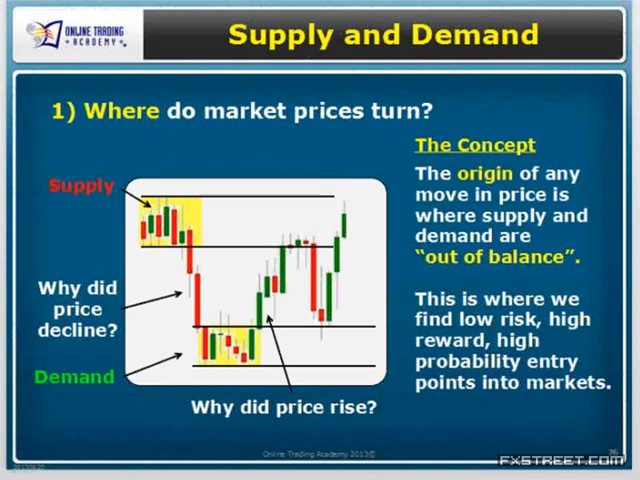 ONLINE TRADING
ACADEMY
Supply and Demand
1) Where do market prices turn?
Supply
Why did
price
decline?
Demand
Why did price rise?
The Concept
The origin of any
move in price is
where supply and
demand are
“out of balance”.
This is where we
find low risk, high
reward, high
probability entry
points into markets.
Online Trading Academy 2013©
26
FXSTREET.COM